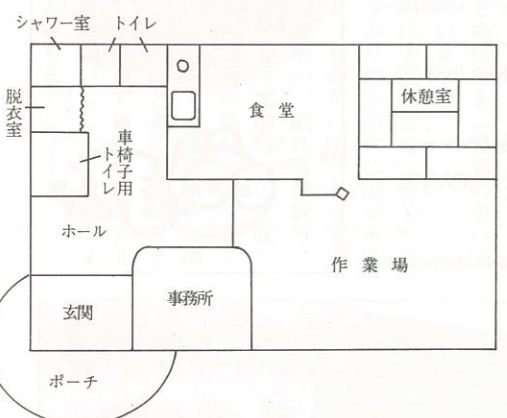 シャワー室
トイレ
脱衣室
車椅子用
トイレ
食堂
休憩室
ホール
作業場
事務所
玄関
ポーチ